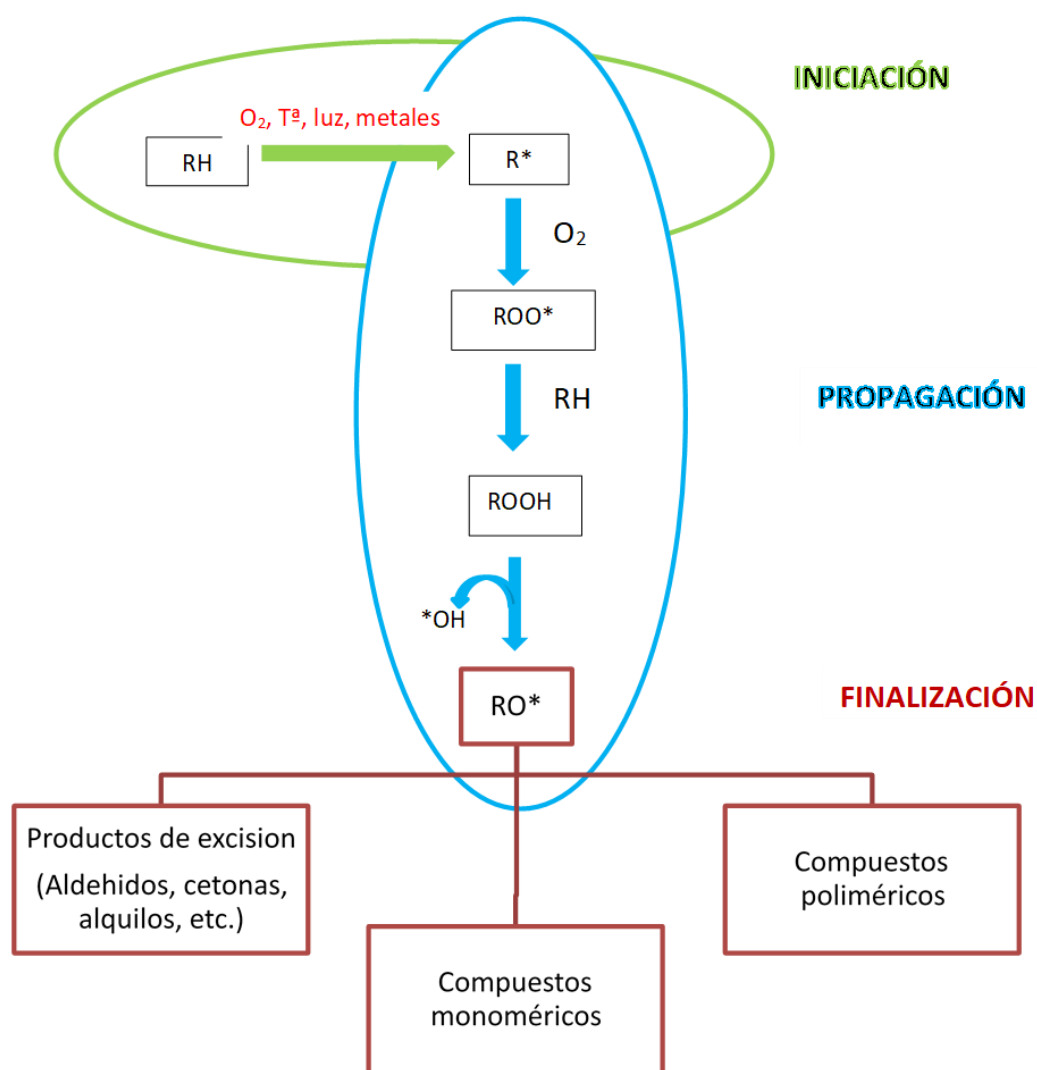 INICIACIÓN
O₂, Tª, luz, metales
RH
R*
O₂
ROO*
RH
PROPAGACIÓN
ROOH
*OH
RO*
FINALIZACIÓN
Productos de excision
(Aldehidos, cetonas,
alquilos, etc.)
Compuestos
monoméricos
Compuestos
poliméricos